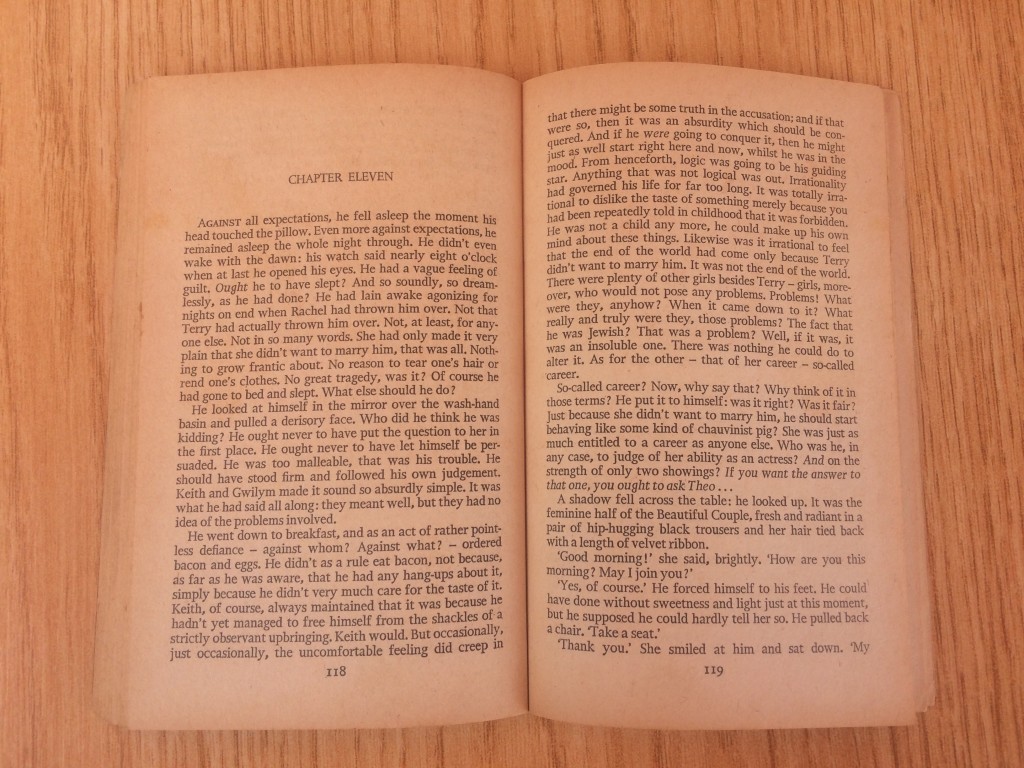 CHAPTER ELEVEN
AGAINST all expectations, he fell asleep the moment his
head touched the pillow. Even more against expectations, he
remained asleep the whole night through. He didn't even
wake with the dawn: his watch said nearly eight o'clock
when at last he opened his eyes. He had a vague feeling of
guilt. Ought he to have slept? And so soundly, so dream-
lessly, as he had done? He had lain awake agonizing for
nights on end when Rachel had thrown him over. Not that
Terry had actually thrown him over. Not, at least, for any-
one else. Not in so many words. She had only made it very
plain that she didn't want to marry him, that was all. Noth-
ing to grow frantic about. No reason to tear one's hair or
rend one's clothes. No great tragedy, was it? Of course he
had gone to bed and slept. What else should he do?
He looked at himself in the mirror over the wash-hand
basin and pulled a derisory face. Who did he think he was
kidding? He ought never to have put the question to her in
the first place. He ought never to have let himself be per-
suaded. He was too malleable, that was his trouble. He
should have stood firm and followed his own judgement.
Keith and Gwilym made it sound so absurdly simple. It was
what he had said all along: they meant well, but they had no
idea of the problems involved.
He went down to breakfast, and as an act of rather point-
less defiance – against whom? Against what? – ordered
bacon and eggs. He didn't as a rule eat bacon, not because,
as far as he was aware, that he had any hang-ups about it,
simply because he didn't very much care for the taste of it.
Keith, of course, always maintained that it was because he
hadn't yet managed to free himself from the shackles of a
strictly observant upbringing. Keith would. But occasionally,
just occasionally, the uncomfortable feeling did creep in
118
that there might be some truth in the accusation; and if that
were so, then it was an absurdity which should be con-
quered. And if he were going to conquer it, then he might
just as well start right here and now, whilst he was in the
mood. From henceforth, logic was going to be his guiding
star. Anything that was not logical was out. Irrationality
had governed his life for far too long. It was totally irra-
tional to dislike the taste of something merely because you
had been repeatedly told in childhood that it was forbidden.
He was not a child any more, he could make up his own
mind about these things. Likewise was it irrational to feel
that the end of the world had come only because Terry
didn't want to marry him. It was not the end of the world.
There were plenty of other girls besides Terry – girls, more-
over, who would not pose any problems. Problems! What
were they, anyhow? When it came down to it? What
really and truly were they, those problems? The fact that
he was Jewish? That was a problem? Well, if it was, it
was an insoluble one. There was nothing he could do to
alter it. As for the other – that of her career – so-called
career.
So-called career? Now, why say that? Why think of it in
those terms? He put it to himself: was it right? Was it fair?
Just because she didn't want to marry him, he should start
behaving like some kind of chauvinist pig? She was just as
much entitled to a career as anyone else. Who was he, in
any case, to judge of her ability as an actress? And on the
strength of only two showings? If you want the answer to
that one, you ought to ask Theo . . .
A shadow fell across the table: he looked up. It was the
feminine half of the Beautiful Couple, fresh and radiant in a
pair of hip-hugging black trousers and her hair tied back
with a length of velvet ribbon.
'Good morning!' she said, brightly. 'How are you this
morning? May I join you?'
'Yes, of course.' He forced himself to his feet. He could
have done without sweetness and light just at this moment,
but he supposed he could hardly tell her so. He pulled back
a chair. 'Take a seat.'
'Thank you.' She smiled at him and sat down. 'My
119